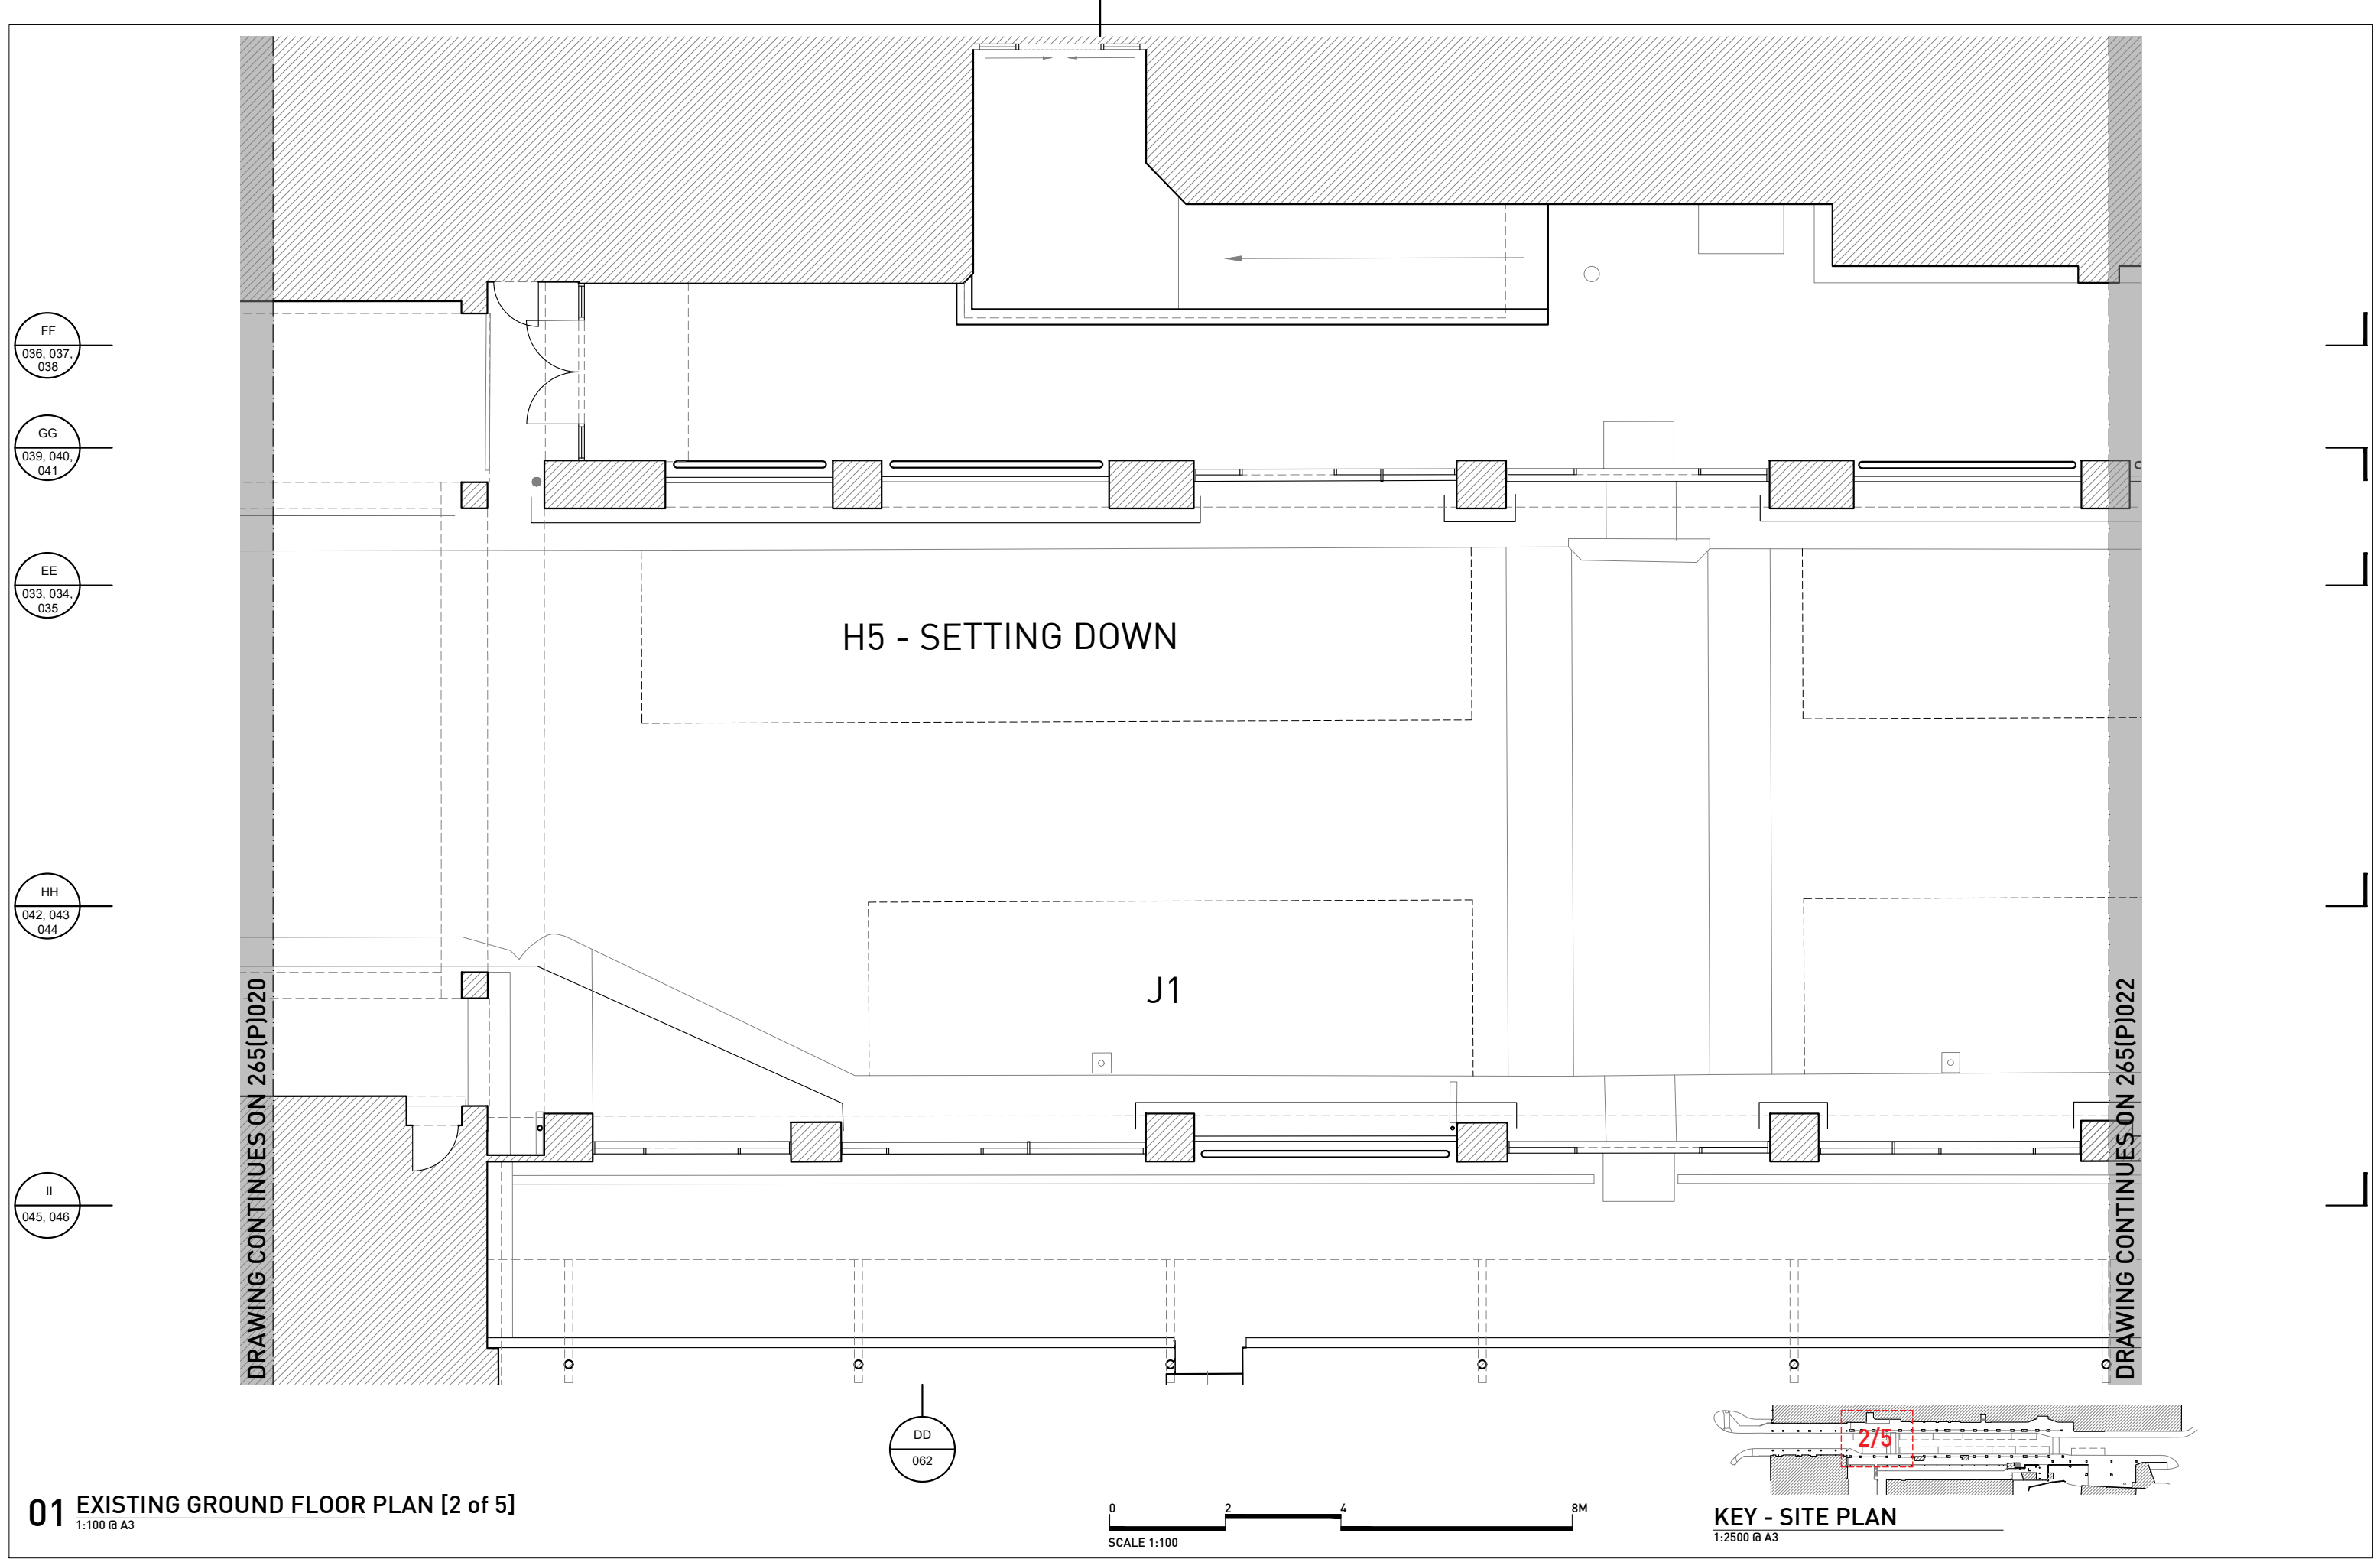 FF
036, 037,
038
GG
039, 040,
041
EE
033, 034,
035
H5 - SETTING DOWN
HH
042, 043
044
J1
DRAWING CONTINUES ON 265(P)020
DRAWING CONTINUES ON 265(P)022
II
045, 046
DD
062
2/5
01 EXISTING GROUND FLOOR PLAN [2 of 5]
1:100 @ A3
0 2 4 8M
SCALE 1:100
KEY - SITE PLAN
1:2500 @ A3